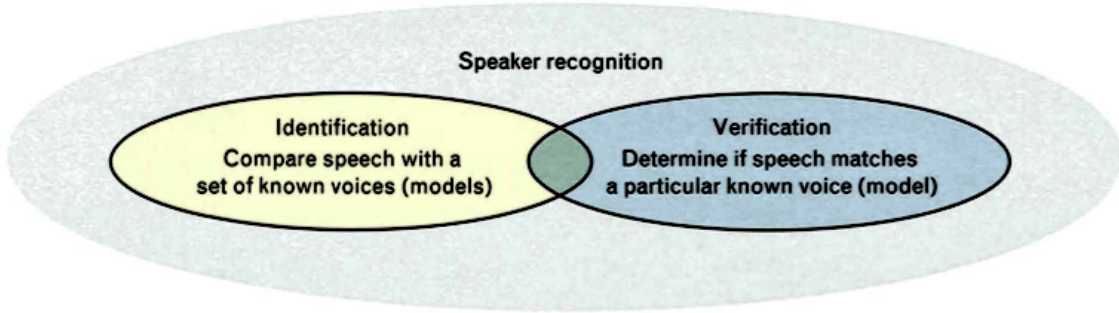 Speaker recognition
Identification
Compare speech with a
set of known voices (models)
Verification
Determine if speech matches
a particular known voice (model)